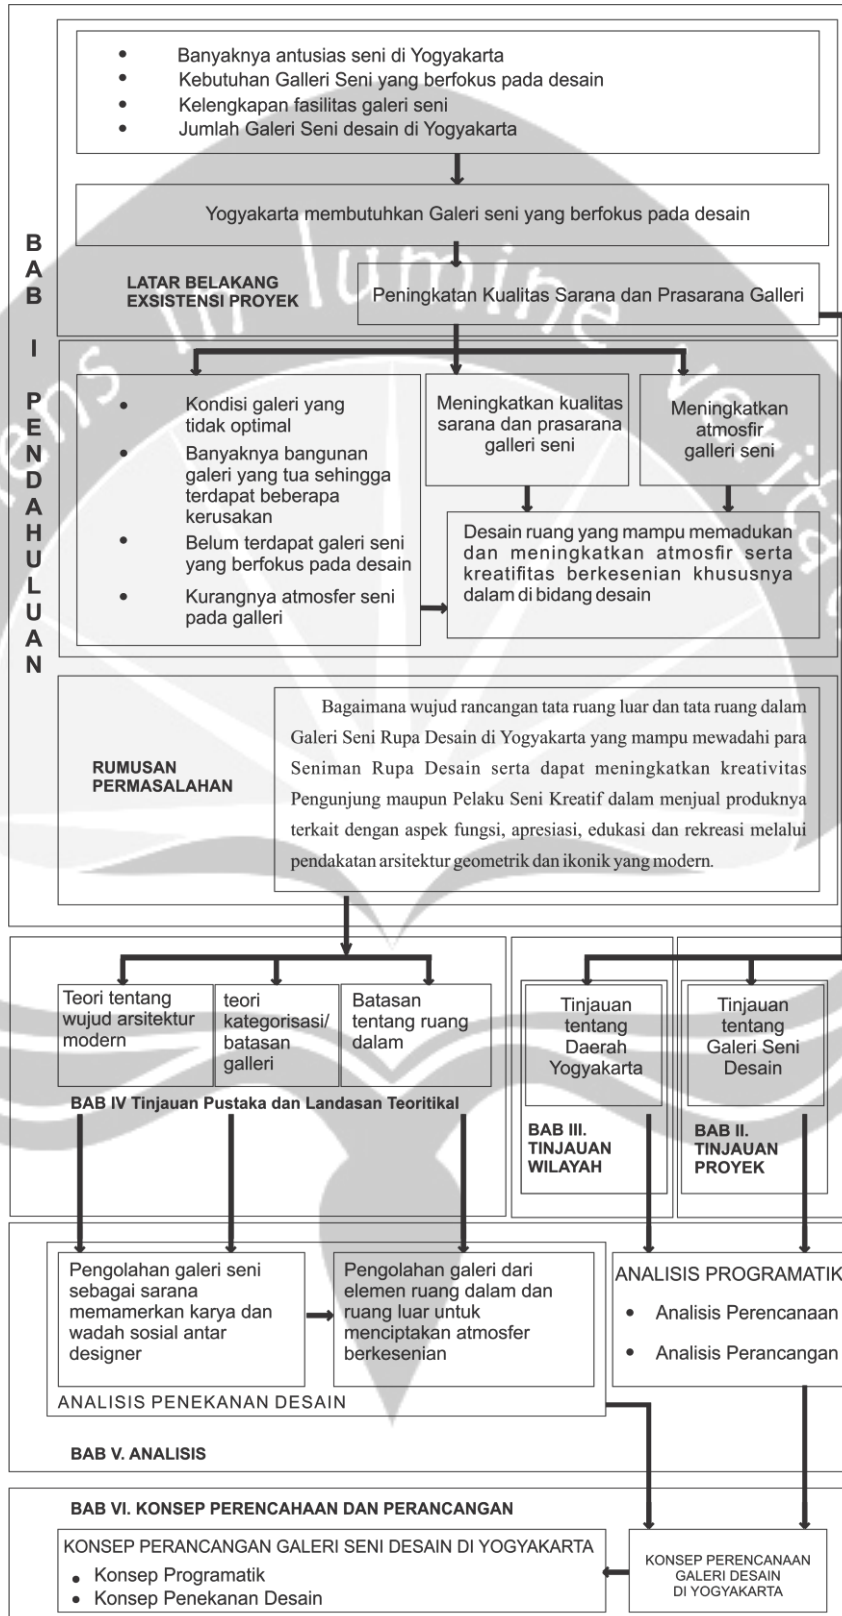 • Banyaknya antusias seni di Yogyakarta
• Kebutuhan Galleri Seni yang berfokus pada desain
• Kelengkapan fasilitas galeri seni
• Jumlah Galeri Seni desain di Yogyakarta
Yogyakarta membutuhkan Galeri seni yang berfokus pada desain
BAB I PENDAHULUAN
LATAR BELAKANG
EXSISTENSI PROYEK
Peningkatan Kualitas Sarana dan Prasarana Galleri
• Kondisi galeri yang
tidak optimal
• Banyaknya bangunan
galeri yang tua sehingga
terdapat beberapa
kerusakan
• Belum terdapat galeri seni
yang berfokus pada desain
• Kurangnya atmosfer seni
pada galleri
Meningkatkan kualitas
sarana dan prasarana
galleri seni
Meningkatkan
atmosfir
galleri seni
Desain ruang yang mampu memadukan
dan meningkatkan atmosfir serta
kreatifitas berkesenian khususnya
dalam di bidang desain
RUMUSAN
PERMASALAHAN
Bagaimana wujud rancangan tata ruang luar dan tata ruang dalam
Galeri Seni Rupa Desain di Yogyakarta yang mampu mewadahi para
Seniman Rupa Desain serta dapat meningkatkan kreativitas
Pengunjung maupun Pelaku Seni Kreatif dalam menjual produknya
terkait dengan aspek fungsi, apresiasi, edukasi dan rekreasi melalui
pendakatan arsitektur geometrik dan ikonik yang modern.
Teori tentang
wujud arsitektur
modern
teori
kategorisasi/
batasan
galleri
Batasan
tentang ruang
dalam
BAB IV Tinjauan Pustaka dan Landasan Teoritikal
Tinjauan
tentang
Daerah
Yogyakarta
BAB III.
TINJAUAN
WILAYAH
Tinjauan
tentang
Galeri Seni
Desain
BAB II.
TINJAUAN
PROYEK
Pengolahan galeri seni
sebagai sarana
memamerkan karya dan
wadah sosial antar
designer
Pengolahan galeri dari
elemen ruang dalam dan
ruang luar untuk
menciptakan atmosfer
berkesenian
ANALISIS PENEKANAN DESAIN
ANALISIS PROGRAMATIK
• Analisis Perencanaan
• Analisis Perancangan
BAB V. ANALISIS
BAB VI. KONSEP PERENCAHAAN DAN PERANCANGAN
KONSEP PERANCANGAN GALERI SENI DESAIN DI YOGYAKARTA
• Konsep Programatik
• Konsep Penekanan Desain
KONSEP PERENCANAAN
GALERI DESAIN
DI YOGYAKARTA
ens in lumine verita